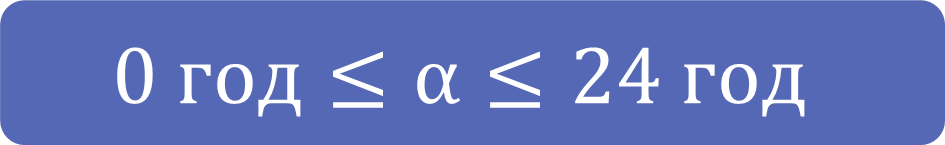 0 год ≤ α ≤ 24 год